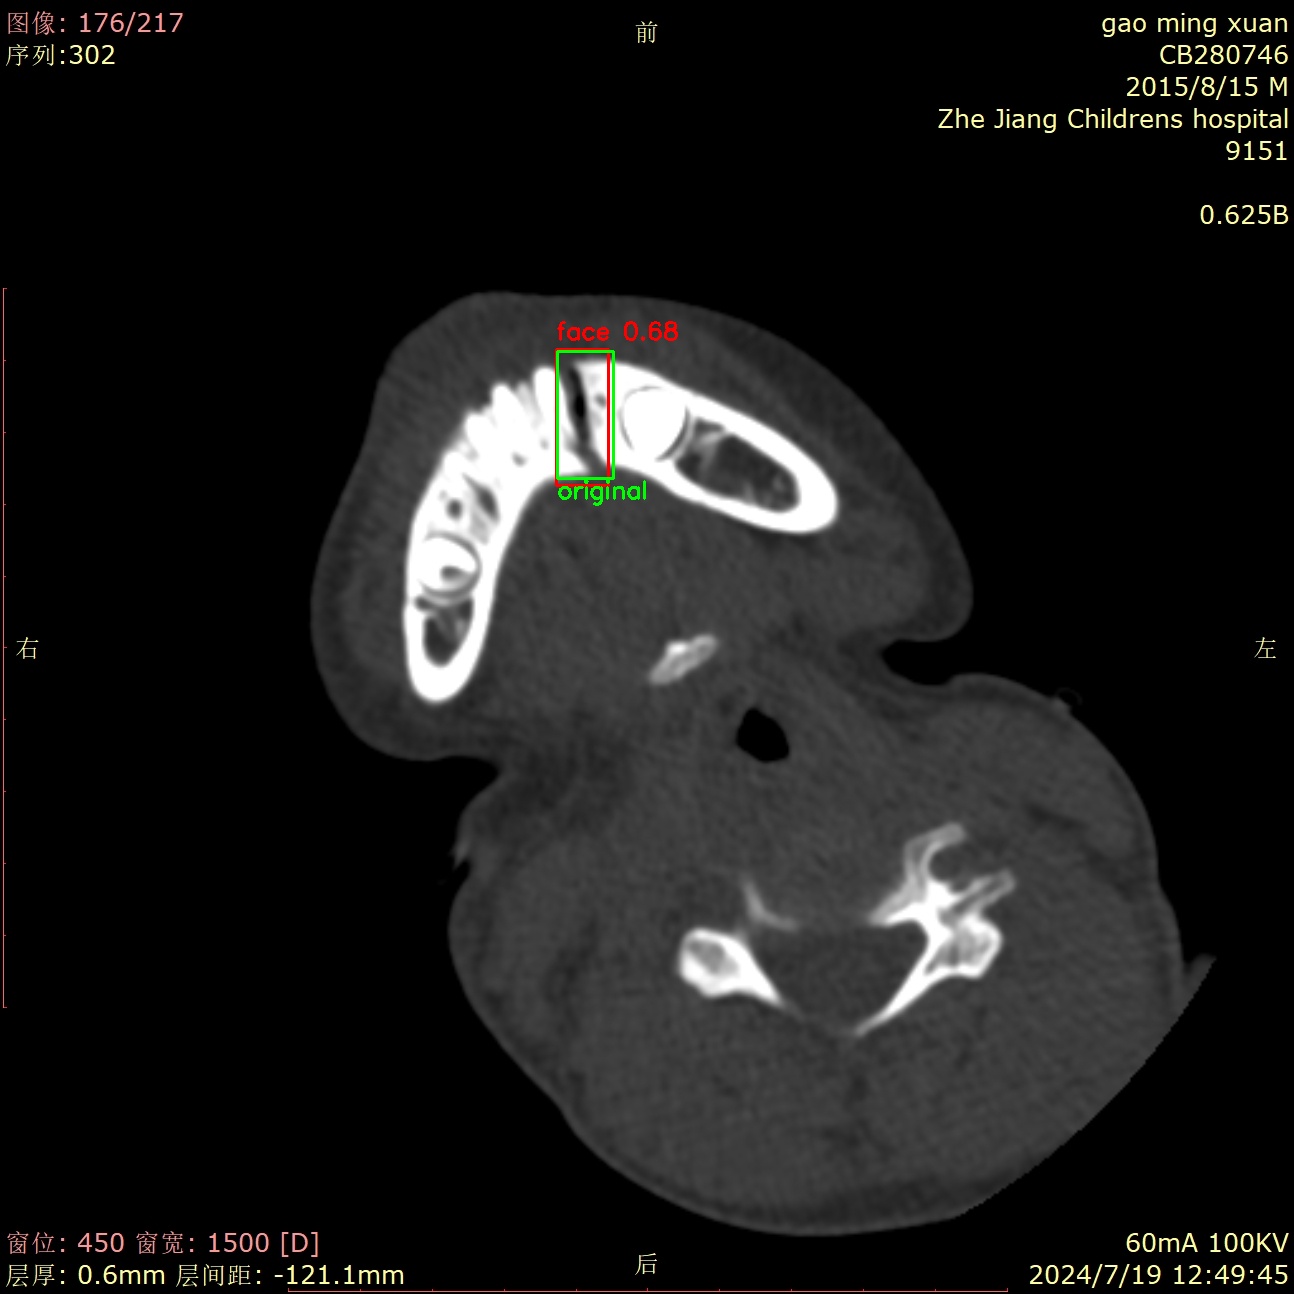 图像: 176/217
序列:302
前
gao ming xuan
CB280746
2015/8/15 M
Zhe Jiang Childrens hospital
9151
0.625B
face 0.68
original
右
左
窗位: 450 窗宽: 1500 [D]
层厚: 0.6mm 层间距: -121.1mm
后
60mA 100KV
2024/7/19 12:49:45